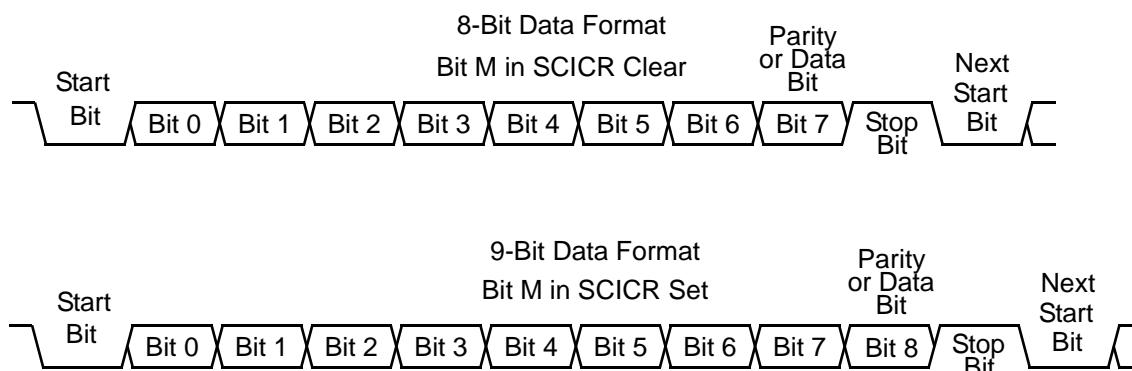 8-Bit Data Format
Bit M in SCICR Clear
Parity
or Data
Bit
Start
Bit
Next
Start
Bit
Bit 0 Bit 1 Bit 2 Bit 3 Bit 4 Bit 5 Bit 6 Bit 7
Stop
Bit
9-Bit Data Format
Bit M in SCICR Set
Parity
or Data
Bit
Start
Bit
Next
Start
Bit
Bit 0 Bit 1 Bit 2 Bit 3 Bit 4 Bit 5 Bit 6 Bit 7 Bit 8
Stop
Bit